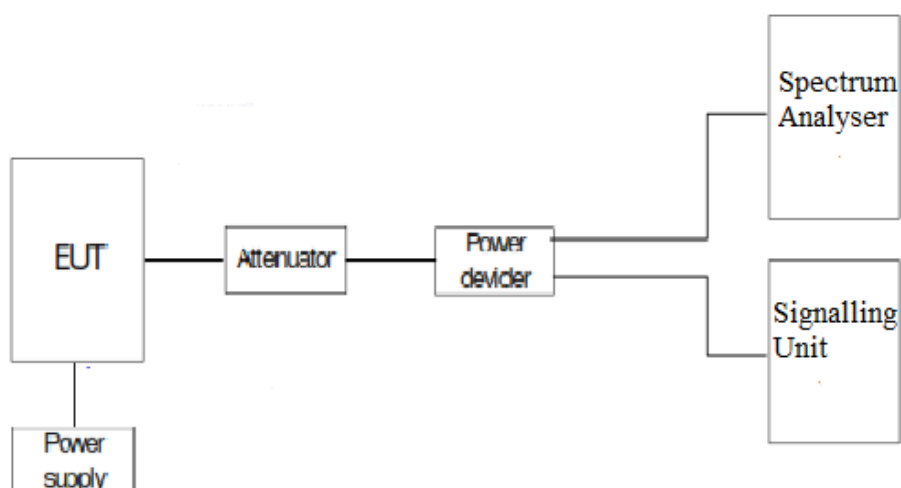 Spectrum
Analyser
EUT
Attenuator
Power
devider
Signalling
Unit
Power
supply